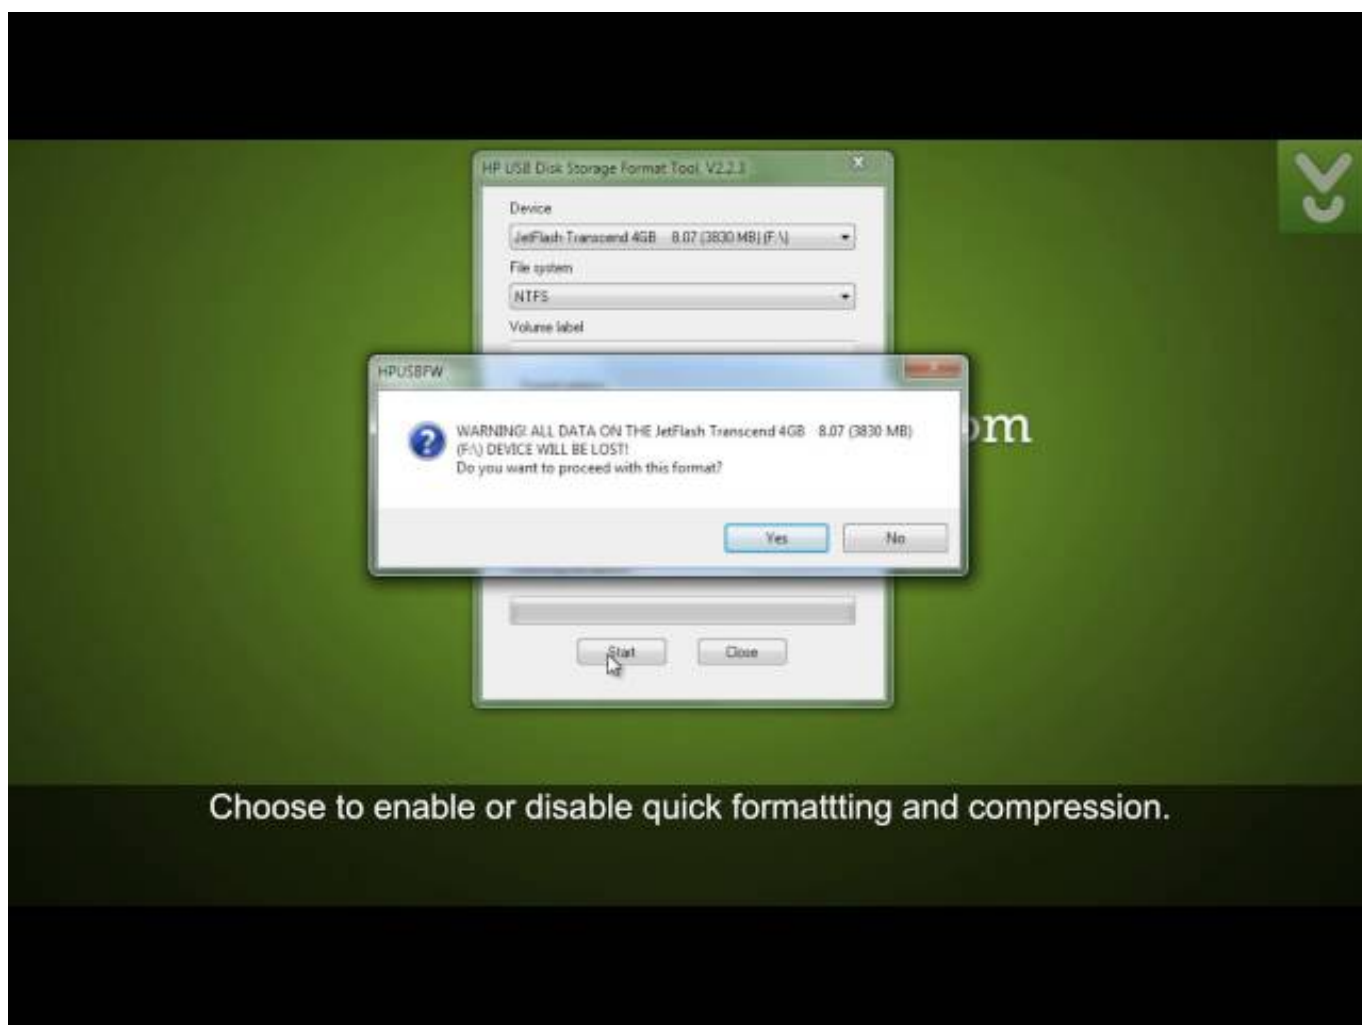 HP USB Disk Storage Format Tool, V2.2.3
Device
JetFlash Transcend 4GB 8.07 (3830 MB) (F:\)
File system
NTFS
Volume label
HPUSBFW
WARNING! ALL DATA ON THE JetFlash Transcend 4GB 8.07 (3830 MB)
(F:\) DEVICE WILL BE LOST!
Do you want to proceed with this format?
om
Yes No
Start Close
Choose to enable or disable quick formattting and compression.